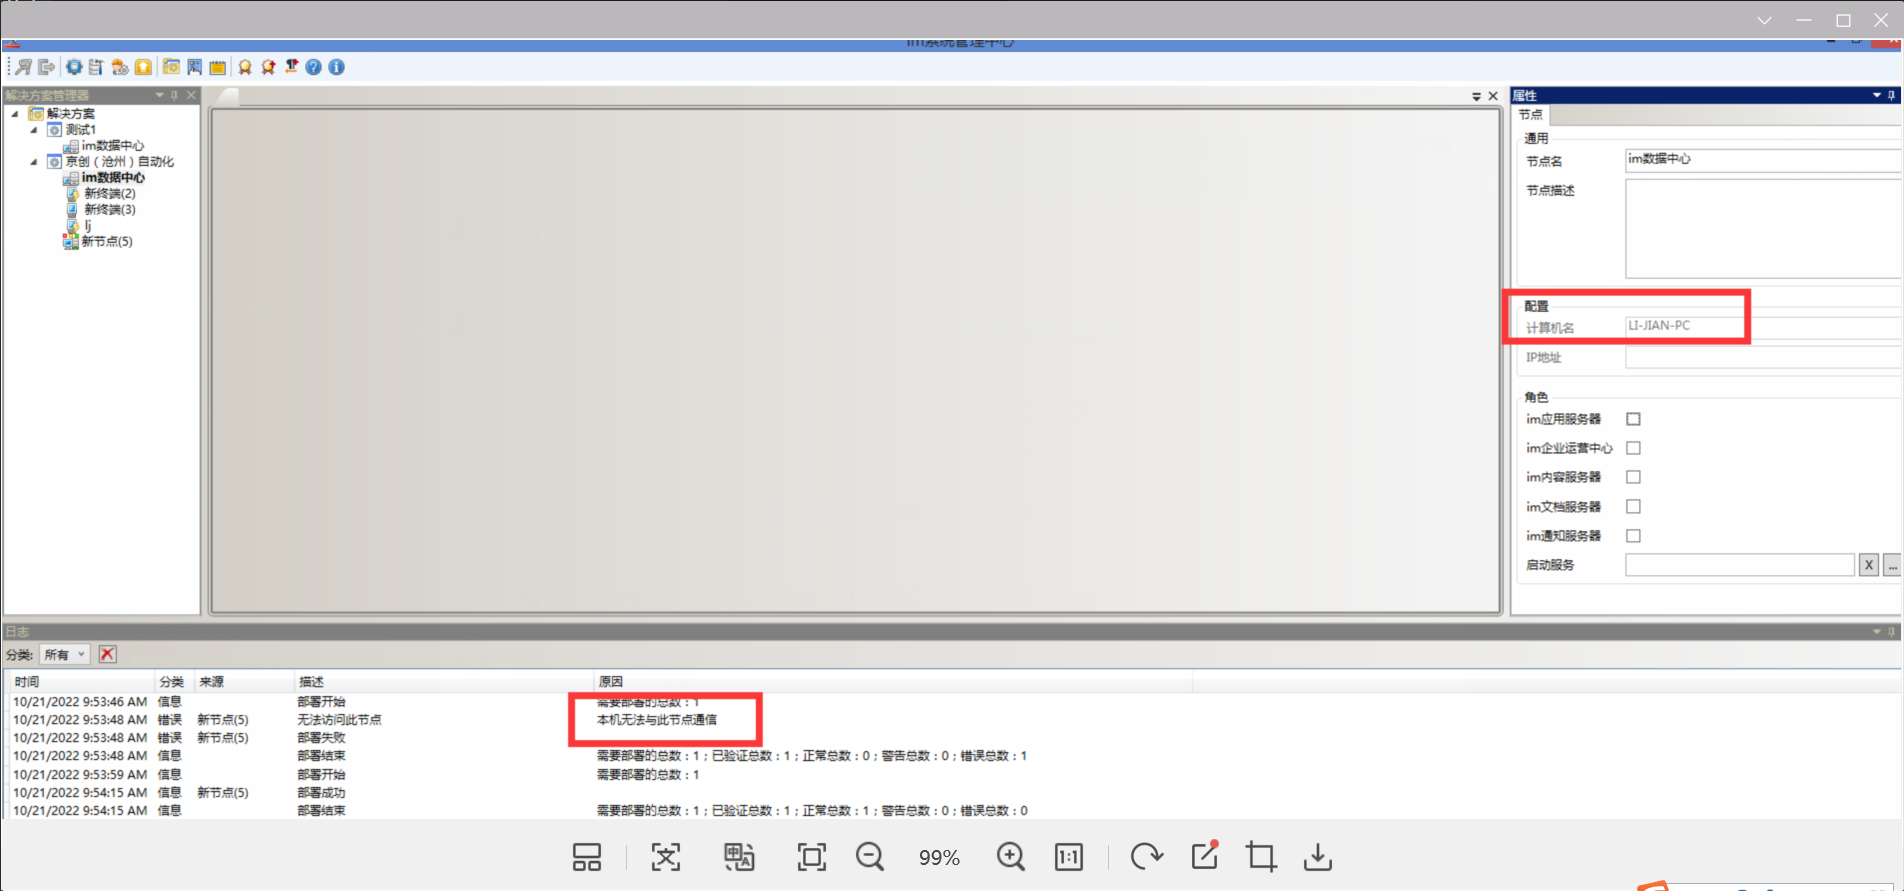 im系统管理中心
解决方案管理器
解决方案
测试1
im数据中心
京创（沧州）自动化
im数据中心
新终端(2)
新终端(3)
lj
新节点(5)
属性
节点
通用
节点名 im数据中心
节点描述
配置
计算机名 LI-JIAN-PC
IP地址
角色
im应用服务器
im企业运营中心
im内容服务器
im文档服务器
im通知服务器
启动服务 X ...
日志
分类: 所有
时间 分类 来源 描述 原因
10/21/2022 9:53:46 AM 信息 部署开始 需要部署的总数：1
10/21/2022 9:53:48 AM 错误 新节点(5) 无法访问此节点 本机无法与此节点通信
10/21/2022 9:53:48 AM 错误 新节点(5) 部署失败
10/21/2022 9:53:48 AM 信息 部署结束 需要部署的总数：1；已验证总数：1；正常总数：0；警告总数：0；错误总数：1
10/21/2022 9:53:59 AM 信息 部署开始 需要部署的总数：1
10/21/2022 9:54:15 AM 信息 新节点(5) 部署成功
10/21/2022 9:54:15 AM 信息 部署结束 需要部署的总数：1；已验证总数：1；正常总数：1；警告总数：0；错误总数：0
99% 1:1